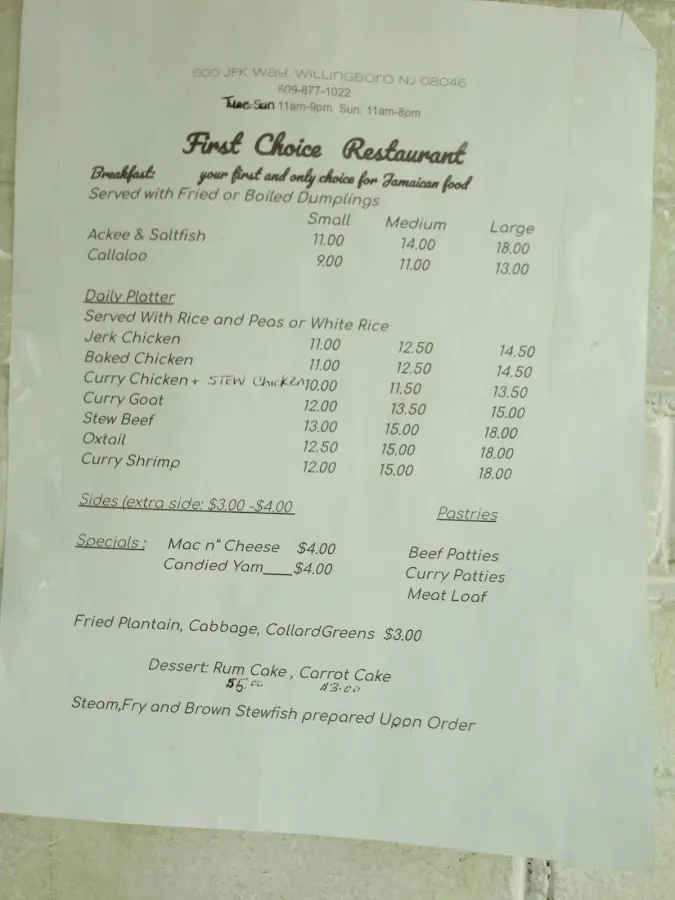 600 JFK Way, Willingboro NJ 08046
609-877-1022
Tue-Sun 11am-9pm Sun: 11am-8pm
First Choice Restaurant
Breakfast: your first and only choice for Jamaican food
Served with Fried or Boiled Dumplings
Small Medium Large
Ackee & Saltfish 11.00 14.00 18.00
Callaloo 9.00 11.00 13.00
Daily Platter
Served With Rice and Peas or White Rice
Jerk Chicken 11.00 12.50 14.50
Baked Chicken 11.00 12.50 14.50
Curry Chicken + STEW Chicken 10.00 11.50 13.50
Curry Goat 12.00 13.50 15.00
Stew Beef 13.00 15.00 18.00
Oxtail 12.50 15.00 18.00
Curry Shrimp 12.00 15.00 18.00
Sides (extra side: $3.00 -$4.00
Pastries
Specials: Mac n" Cheese $4.00
Candied Yam___$4.00
Beef Patties
Curry Patties
Meat Loaf
Fried Plantain, Cabbage, CollardGreens $3.00
Dessert: Rum Cake , Carrot Cake
$5.00 $3.00
Steam,Fry and Brown Stewfish prepared Upon Order